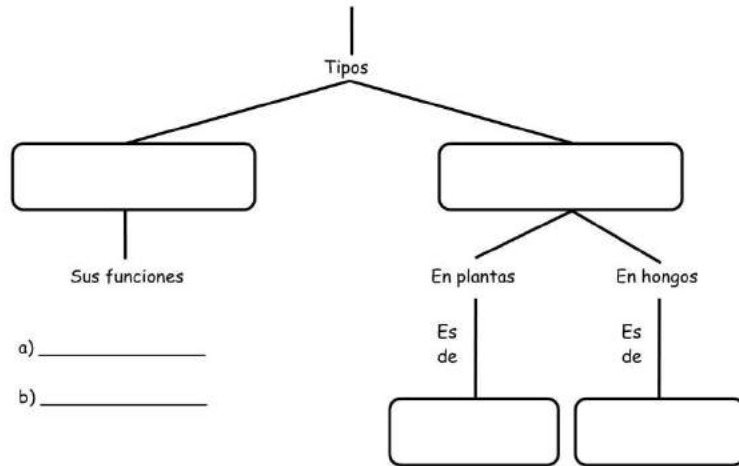 Tipos
Sus funciones
En plantas
En hongos
Es
de
Es
de
a)
b)